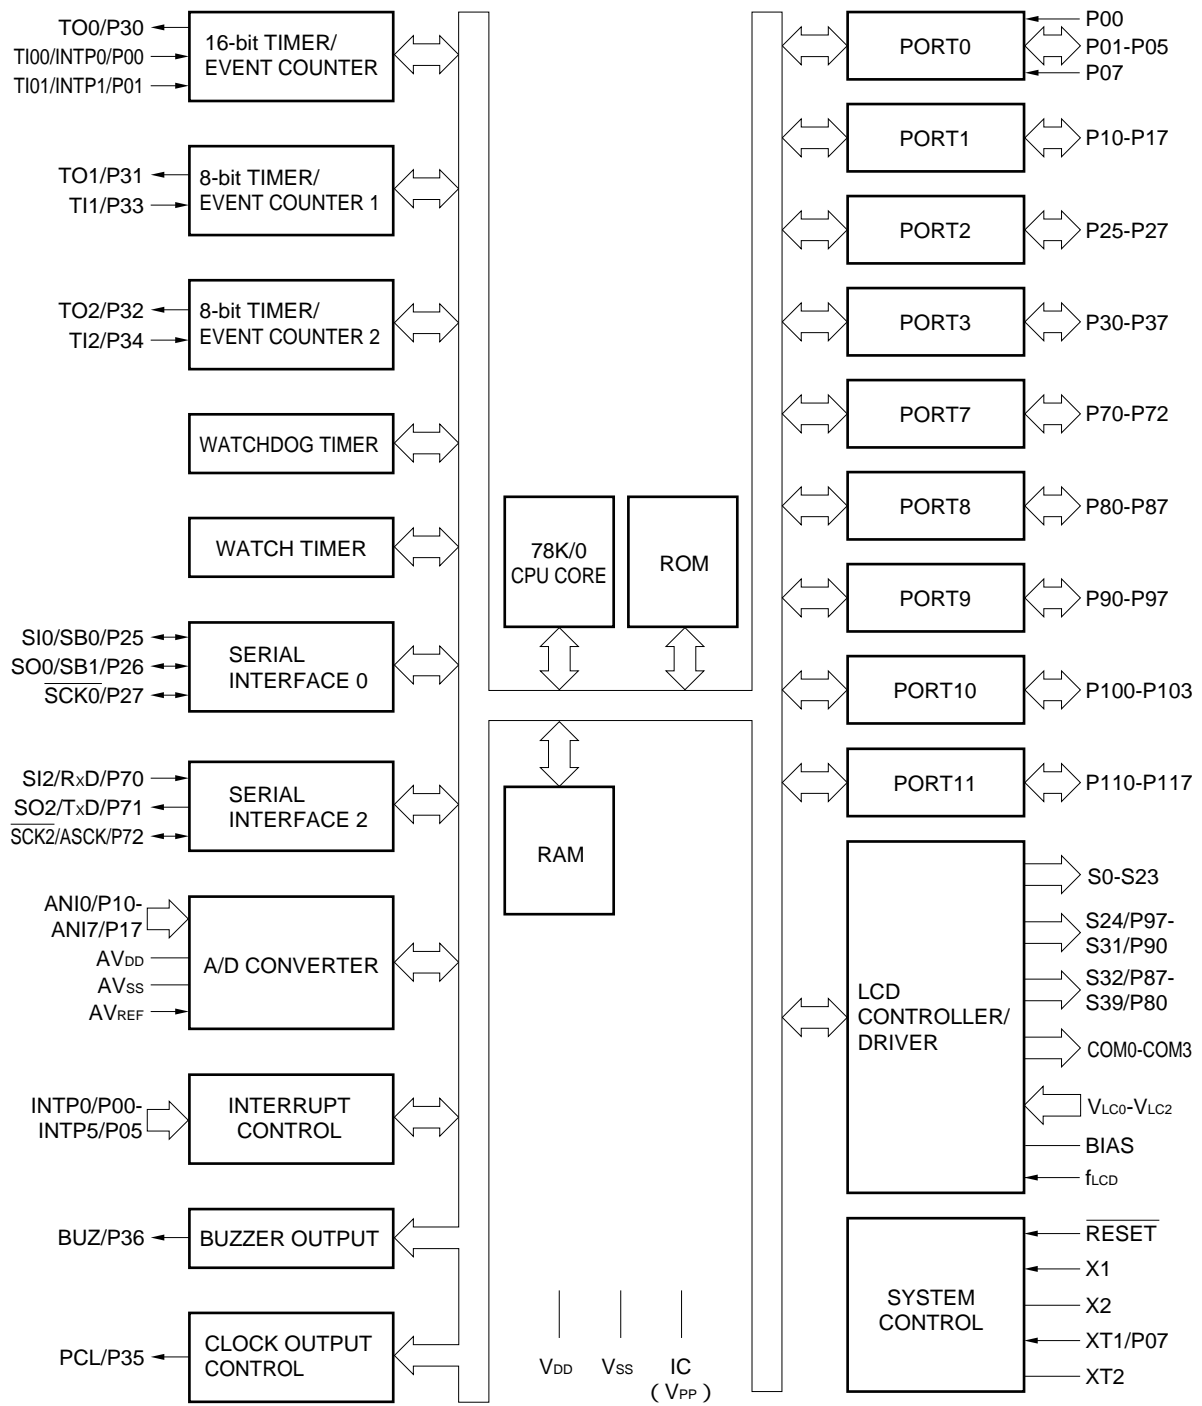 TO0/P30
TI00/INTP0/P00
TI01/INTP1/P01
16-bit TIMER/
EVENT COUNTER
TO1/P31
TI1/P33
8-bit TIMER/
EVENT COUNTER 1
TO2/P32
TI2/P34
8-bit TIMER/
EVENT COUNTER 2
WATCHDOG TIMER
WATCH TIMER
SI0/SB0/P25
SO0/SB1/P26
SCK0/P27
SERIAL
INTERFACE 0
SI2/RxD/P70
SO2/TxD/P71
SCK2/ASCK/P72
SERIAL
INTERFACE 2
ANI0/P10-
ANI7/P17
AVDD
AVSS
AVREF
A/D CONVERTER
INTP0/P00-
INTP5/P05
INTERRUPT
CONTROL
BUZ/P36
BUZZER OUTPUT
PCL/P35
CLOCK OUTPUT
CONTROL
78K/0
CPU CORE
ROM
RAM
VDD
VSS
IC
(VPP)
PORT0
P00
P01-P05
P07
PORT1
P10-P17
PORT2
P25-P27
PORT3
P30-P37
PORT7
P70-P72
PORT8
P80-P87
PORT9
P90-P97
PORT10
P100-P103
PORT11
P110-P117
LCD
CONTROLLER/
DRIVER
S0-S23
S24/P97-
S31/P90
S32/P87-
S39/P80
COM0-COM3
VLC0-VLC2
BIAS
fLCD
SYSTEM
CONTROL
RESET
X1
X2
XT1/P07
XT2